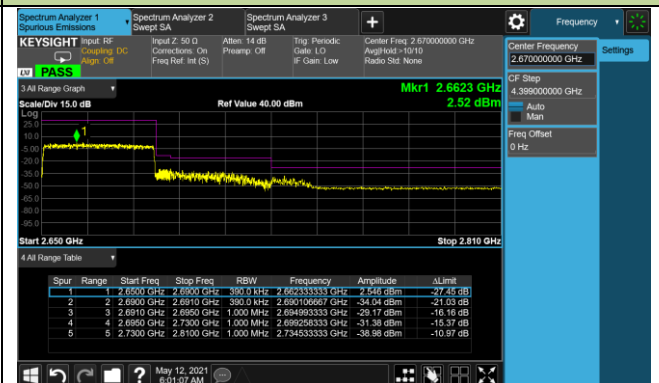 Spectrum Analyzer 1
Spurious Emissions
Spectrum Analyzer 2
Swept SA
Spectrum Analyzer 3
Swept SA
+
Frequency
KEYSIGHT
Input: RF
Coupling: DC
Align: Off
Input Z: 50 Ω
Corrections: On
Freq Ref: Int (S)
Atten: 14 dB
Preamp: Off
Trig: Periodic
Gate: LO
IF Gain: Low
Center Freq: 2.670000000 GHz
Avg|Hold:>10/10
Radio Std: None
LXI PASS
Center Frequency
2.670000000 GHz
Settings
CF Step
4.399000000 GHz
Auto
Man
Freq Offset
0 Hz
3 All Range Graph
Mkr1 2.6623 GHz
Scale/Div 15.0 dB
Ref Value 40.00 dBm
2.52 dBm
Log
25.0
10.0
-5.00
-20.0
-35.0
-50.0
-65.0
-80.0
-95.0
1
Start 2.650 GHz
Stop 2.810 GHz
4 All Range Table
Spur Range Start Freq Stop Freq RBW Frequency Amplitude ΔLimit
1 1 2.6500 GHz 2.6900 GHz 390.0 kHz 2.662333333 GHz 2.546 dBm -27.45 dB
2 2 2.6900 GHz 2.6910 GHz 390.0 kHz 2.690106667 GHz -34.04 dBm -21.03 dB
3 3 2.6910 GHz 2.6950 GHz 1.000 MHz 2.694993333 GHz -29.17 dBm -16.16 dB
4 4 2.6950 GHz 2.7300 GHz 1.000 MHz 2.699258333 GHz -31.38 dBm -15.37 dB
5 5 2.7300 GHz 2.8100 GHz 1.000 MHz 2.734533333 GHz -38.98 dBm -10.97 dB
?
May 12, 2021
6:01:07 AM